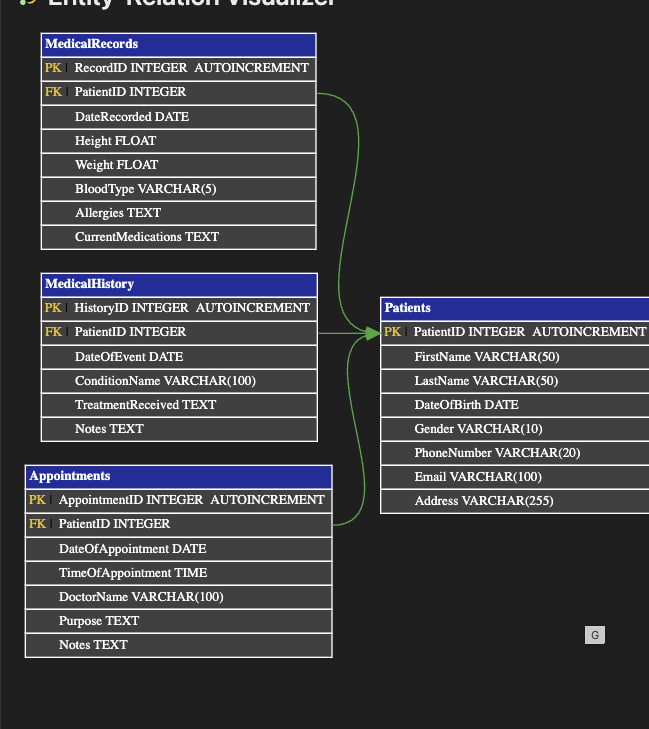 Entity-Relation Visualizer
MedicalRecords
PK RecordID INTEGER AUTOINCREMENT
FK PatientID INTEGER
DateRecorded DATE
Height FLOAT
Weight FLOAT
BloodType VARCHAR(5)
Allergies TEXT
CurrentMedications TEXT
MedicalHistory
PK HistoryID INTEGER AUTOINCREMENT
FK PatientID INTEGER
DateOfEvent DATE
ConditionName VARCHAR(100)
TreatmentReceived TEXT
Notes TEXT
Appointments
PK AppointmentID INTEGER AUTOINCREMENT
FK PatientID INTEGER
DateOfAppointment DATE
TimeOfAppointment TIME
DoctorName VARCHAR(100)
Purpose TEXT
Notes TEXT
Patients
PK PatientID INTEGER AUTOINCREMENT
FirstName VARCHAR(50)
LastName VARCHAR(50)
DateOfBirth DATE
Gender VARCHAR(10)
PhoneNumber VARCHAR(20)
Email VARCHAR(100)
Address VARCHAR(255)
G